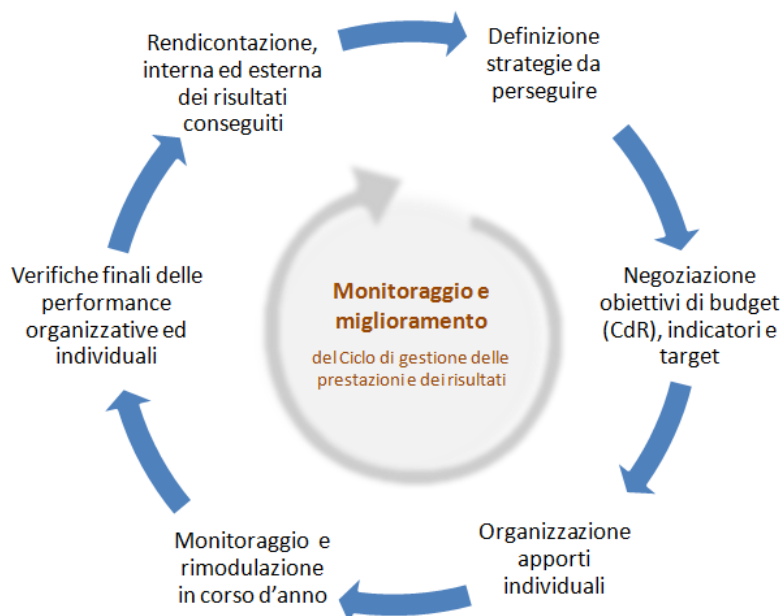 Definizione
strategie da
perseguire
Negoziazione
obiettivi di budget
(CdR), indicatori e
target
Organizzazione
apporti
individuali
Monitoraggio e
rimodulazione
in corso d'anno
Verifiche finali delle
performance
organizzative ed
individuali
Rendicontazione,
interna ed esterna
dei risultati
conseguiti
Monitoraggio e
miglioramento
del Ciclo di gestione delle
prestazioni e dei risultati